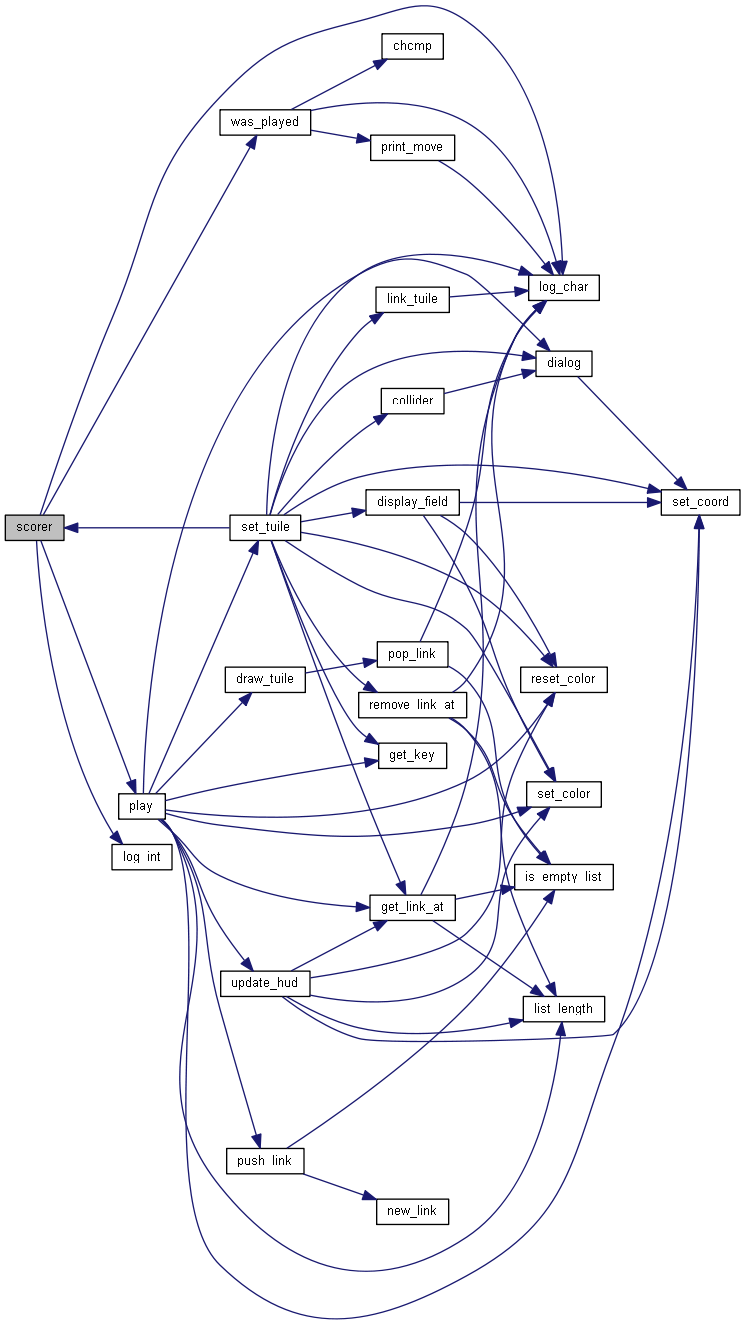 chcmp
was_played
print_move
log_char
link_tuile
dialog
collider
display_field
set_coord
scorer
set_tuile
pop_link
draw_tuile
reset_color
remove_link_at
get_key
set_color
play
log_int
is_empty_list
get_link_at
update_hud
list_length
push_link
new_link